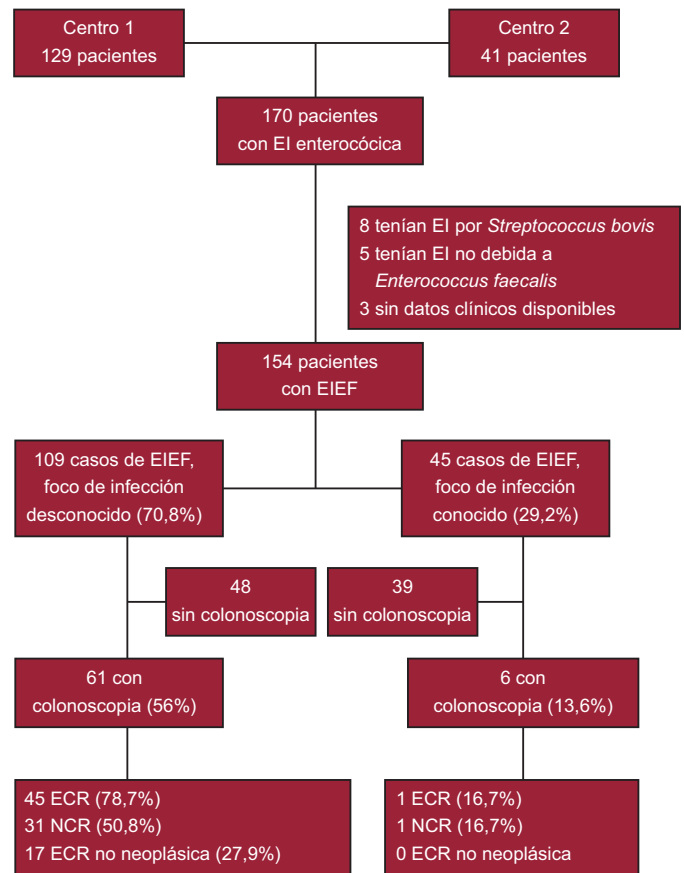 Centro 1
129 pacientes
Centro 2
41 pacientes
170 pacientes
con EI enterocócica
8 tenían EI por Streptococcus bovis
5 tenían EI no debida a
Enterococcus faecalis
3 sin datos clínicos disponibles
154 pacientes
con EIEF
109 casos de EIEF,
foco de infección
desconocido (70,8%)
45 casos de EIEF,
foco de infección
conocido (29,2%)
48
sin colonoscopia
39
sin colonoscopia
61 con
colonoscopia (56%)
6 con
colonoscopia (13,6%)
45 ECR (78,7%)
31 NCR (50,8%)
17 ECR no neoplásica (27,9%)
1 ECR (16,7%)
1 NCR (16,7%)
0 ECR no neoplásica